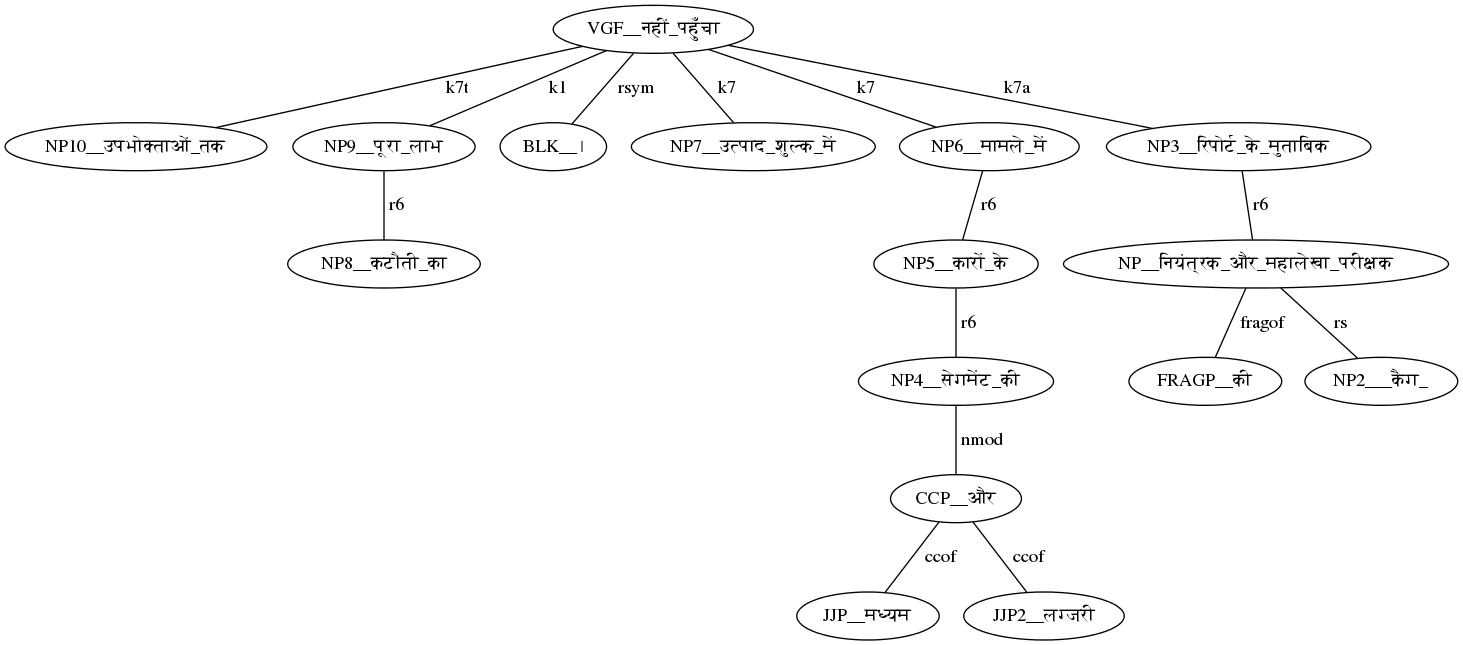 VGF__नहीं_पहुँचा
k7t k1 rsym k7 k7 k7a
NP10__उपभोक्ताओं_तक NP9__पूरा_लाभ BLK__। NP7__उत्पाद_शुल्क_में NP6__मामले_में NP3__रिपोर्ट_के_मुताबिक
r6 r6 r6
NP8__कटौती_का NP5__कारों_के NP__नियंत्रक_और_महालेखा_परीक्षक
r6 fragof rs
NP4__सेगमेंट_की FRAGP__की NP2___कैग_
nmod
CCP__और
ccof ccof
JJP__मध्यम JJP2__लग्जरी